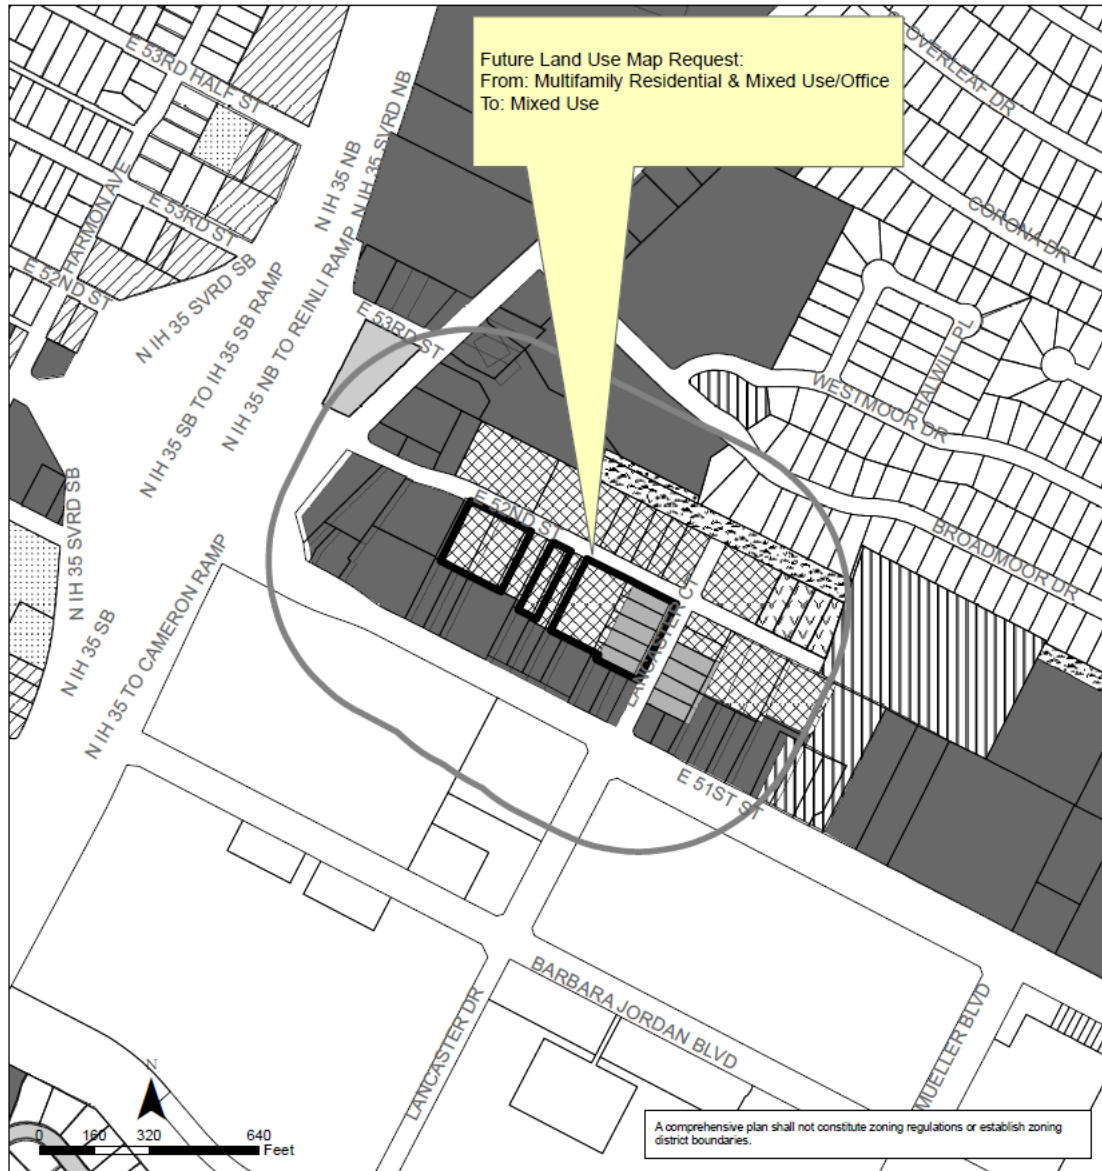 Future Land Use Map Request:
From: Multifamily Residential & Mixed Use/Office
To: Mixed Use
E 53RD HALF ST
HARMON AVE
E 53RD ST
E 52ND ST
N IH 35 SVRD SB
N IH 35 SB TO IH 35 SB RAMP
N IH 35 NB TO REINLI RAMP
N IH 35 NB
N IH 35 SVRD NB
OVERLEAF DR
CORONA DR
HALWILL PL
WESTMOOR DR
BROADMOOR DR
E 53RD ST
E 52ND ST
LANCASTER CT
E 51ST ST
N IH 35 SVRD SB
N IH 35 SB
N IH 35 TO CAMERON RAMP
BARBARA JORDAN BLVD
LANCASTER DR
MUELLER BLVD
N
0 160 320 640
Feet
A comprehensive plan shall not constitute zoning regulations or establish zoning
district boundaries.